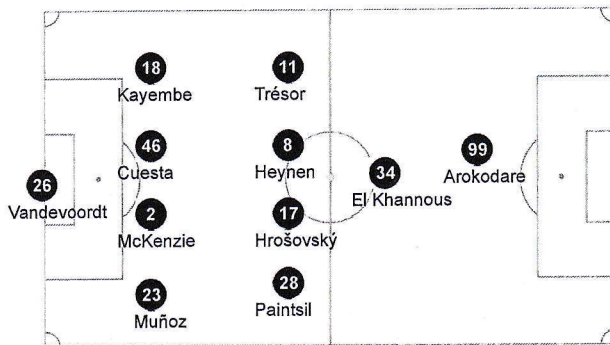 18
Kayembe
11
Trésor
46
Cuesta
8
Heynen
99
Arokodare
34
El Khannous
26
Vandevoordt
2
McKenzie
17
Hrošovský
23
Muñoz
28
Paintsil